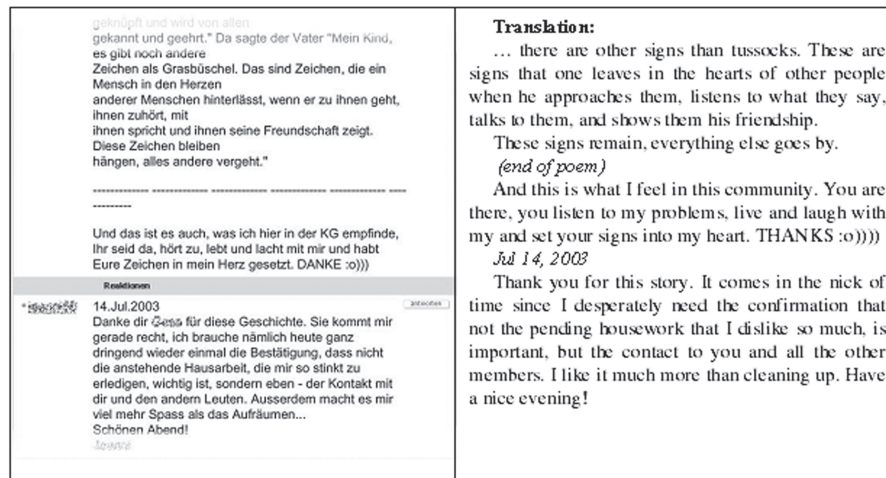 geknüpft und wird von allen
gekannt und geehrt." Da sagte der Vater "Mein Kind,
es gibt noch andere
Zeichen als Grasbüschel. Das sind Zeichen, die ein
Mensch in den Herzen
anderer Menschen hinterlässt, wenn er zu ihnen geht,
ihnen zuhört, mit
ihnen spricht und ihnen seine Freundschaft zeigt.
Diese Zeichen bleiben
hängen, alles andere vergeht."
------------- ------------- ------------- ------------- ------------- ----
---------
Und das ist es auch, was ich hier in der KG empfinde,
Ihr seid da, hört zu, lebt und lacht mit mir und habt
Eure Zeichen in mein Herz gesetzt. DANKE :o)))
Reaktionen
14.Jul.2003
antworten
Danke dir für diese Geschichte. Sie kommt mir
gerade recht, ich brauche nämlich heute ganz
dringend wieder einmal die Bestätigung, dass nicht
die anstehende Hausarbeit, die mir so stinkt zu
erledigen, wichtig ist, sondern eben - der Kontakt mit
dir und den andern Leuten. Ausserdem macht es mir
viel mehr Spass als das Aufräumen...
Schönen Abend!
Translation:
… there are other signs than tussocks. These are
signs that one leaves in the hearts of other people
when he approaches them, listens to what they say,
talks to them, and shows them his friendship.
These signs remain, everything else goes by.
(end of poem)
And this is what I feel in this community. You are
there, you listen to my problems, live and laugh with
my and set your signs into my heart. THANKS :o))))
Jul 14, 2003
Thank you for this story. It comes in the nick of
time since I desperately need the confirmation that
not the pending housework that I dislike so much, is
important, but the contact to you and all the other
members. I like it much more than cleaning up. Have
a nice evening!